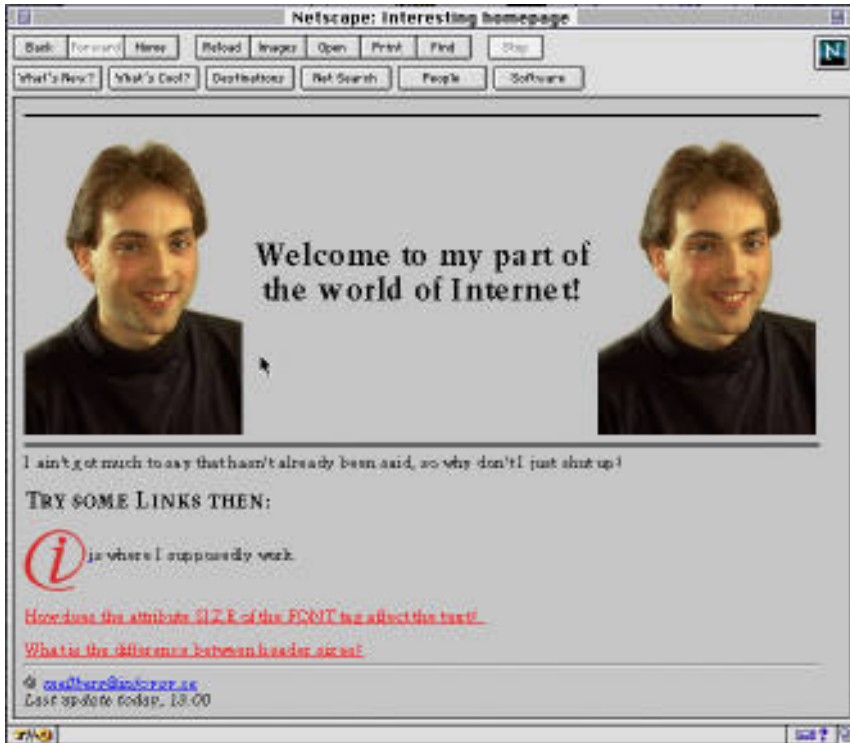 Netscape: Interesting homepage
Back Forward Home Reload Images Open Print Find Stop
What's New? What's Cool? Destinations Net Search People Software
N
Welcome to my part of
the world of Internet!
I ain't got much to say that hasn't already been said, so why don't I just shut up?
TRY SOME LINKS THEN:
i is where I supposedly work.
How does the attribute SIZE of the FONT tag affect the text?
What is the difference between header sizes?
Last update today, 13:00